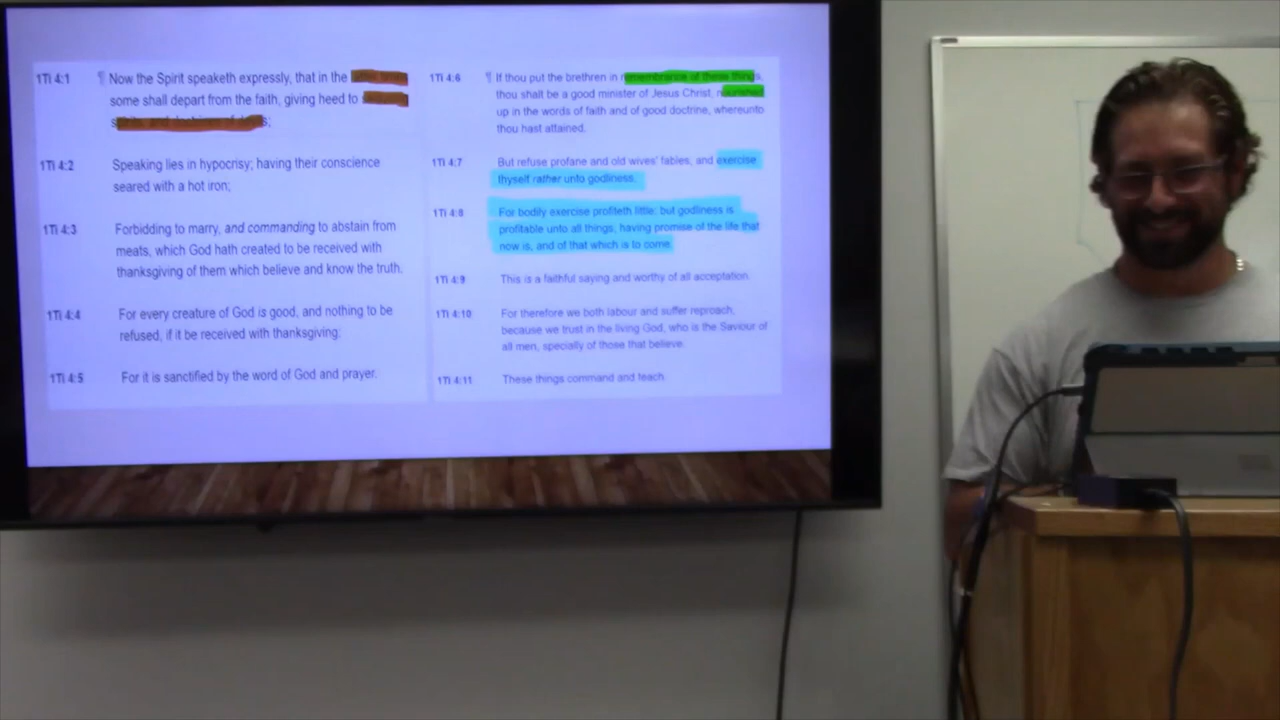 1Ti 4:1 ¶ Now the Spirit speaketh expressly, that in the latter times
some shall depart from the faith, giving heed to seducing
spirits, and doctrines of devils;
1Ti 4:2 Speaking lies in hypocrisy; having their conscience
seared with a hot iron;
1Ti 4:3 Forbidding to marry, and commanding to abstain from
meats, which God hath created to be received with
thanksgiving of them which believe and know the truth.
1Ti 4:4 For every creature of God is good, and nothing to be
refused, if it be received with thanksgiving:
1Ti 4:5 For it is sanctified by the word of God and prayer.
1Ti 4:6 ¶ If thou put the brethren in remembrance of these things,
thou shalt be a good minister of Jesus Christ, nourished
up in the words of faith and of good doctrine, whereunto
thou hast attained.
1Ti 4:7 But refuse profane and old wives' fables, and exercise
thyself rather unto godliness.
1Ti 4:8 For bodily exercise profiteth little: but godliness is
profitable unto all things, having promise of the life that
now is, and of that which is to come.
1Ti 4:9 This is a faithful saying and worthy of all acceptation.
1Ti 4:10 For therefore we both labour and suffer reproach,
because we trust in the living God, who is the Saviour of
all men, specially of those that believe.
1Ti 4:11 These things command and teach.